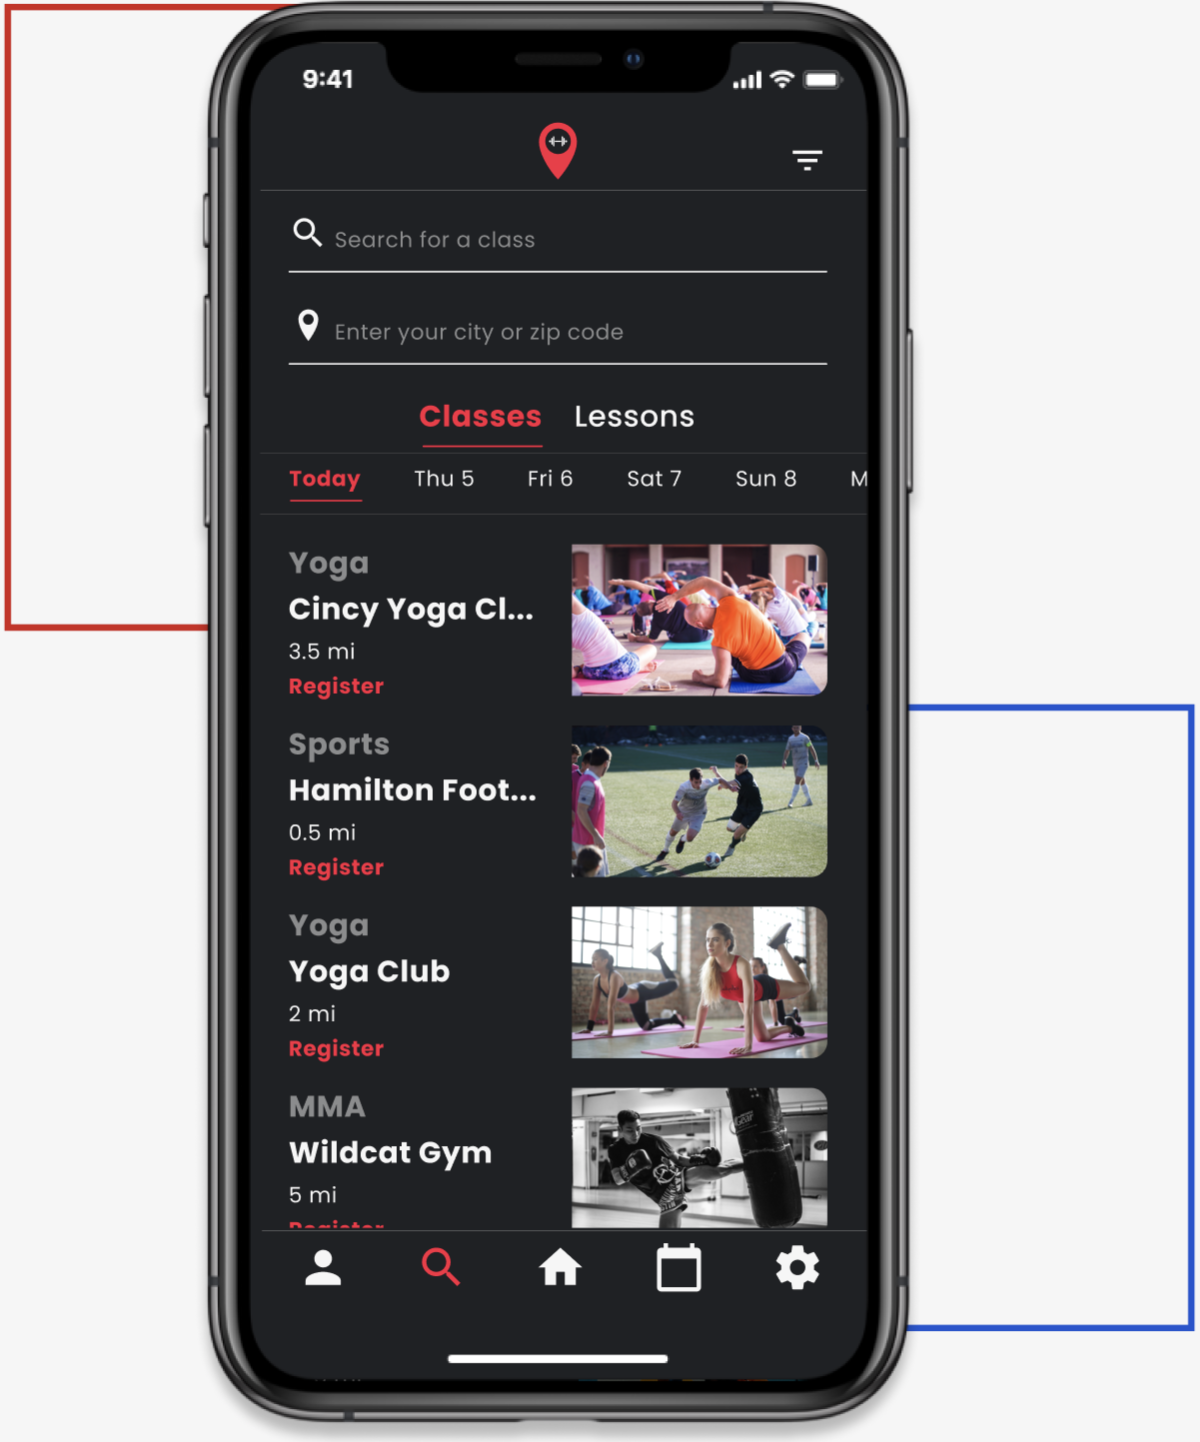 9:41
Search for a class
Enter your city or zip code
Classes Lessons
Today Thu 5 Fri 6 Sat 7 Sun 8 M
Yoga
Cincy Yoga Cl...
3.5 mi
Register
Sports
Hamilton Foot...
0.5 mi
Register
Yoga
Yoga Club
2 mi
Register
MMA
Wildcat Gym
5 mi
Register